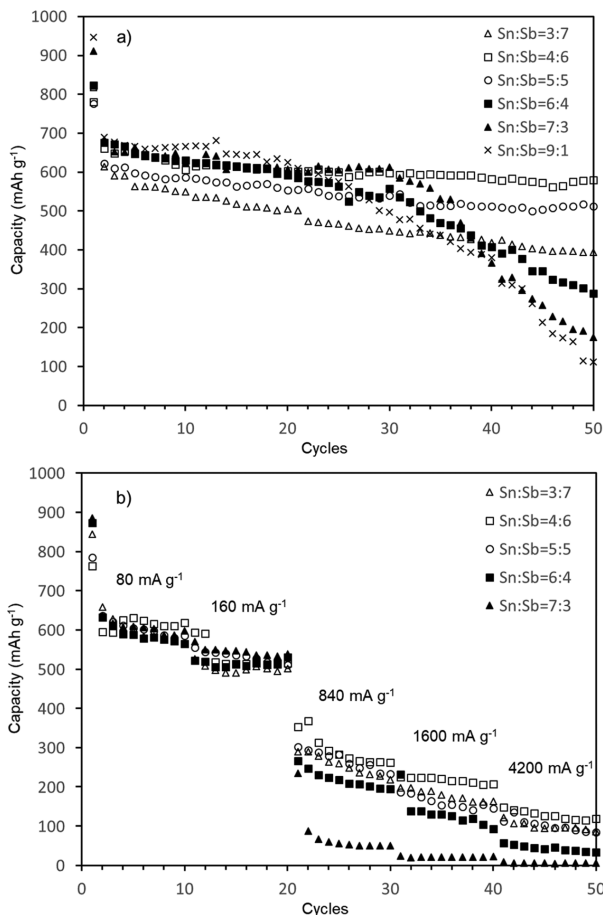 a)
1000
900
800
700
600
500
400
300
200
100
0
Capacity (mAh g⁻¹)
Sn:Sb=3:7
Sn:Sb=4:6
Sn:Sb=5:5
Sn:Sb=6:4
Sn:Sb=7:3
Sn:Sb=9:1
0 10 20 30 40 50
Cycles
b)
1000
900
800
700
600
500
400
300
200
100
0
Capacity (mAh g⁻¹)
Sn:Sb=3:7
Sn:Sb=4:6
Sn:Sb=5:5
Sn:Sb=6:4
Sn:Sb=7:3
80 mA g⁻¹
160 mA g⁻¹
840 mA g⁻¹
1600 mA g⁻¹
4200 mA g⁻¹
0 10 20 30 40 50
Cycles